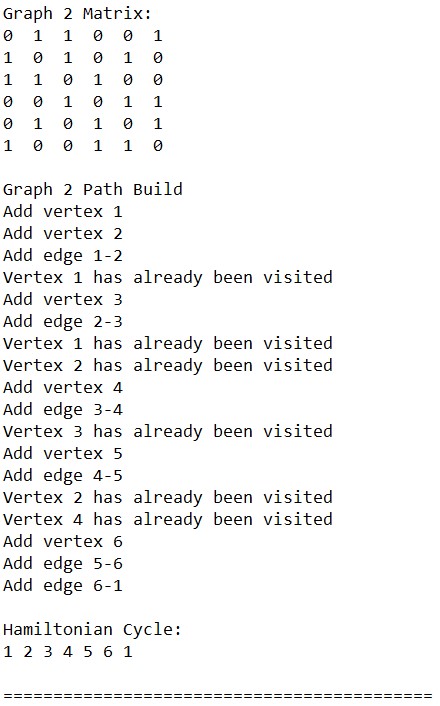 Graph 2 Matrix:
0 1 1 0 0 1
1 0 1 0 1 0
1 1 0 1 0 0
0 0 1 0 1 1
0 1 0 1 0 1
1 0 0 1 1 0
Graph 2 Path Build
Add vertex 1
Add vertex 2
Add edge 1-2
Vertex 1 has already been visited
Add vertex 3
Add edge 2-3
Vertex 1 has already been visited
Vertex 2 has already been visited
Add vertex 4
Add edge 3-4
Vertex 3 has already been visited
Add vertex 5
Add edge 4-5
Vertex 2 has already been visited
Vertex 4 has already been visited
Add vertex 6
Add edge 5-6
Add edge 6-1
Hamiltonian Cycle:
1 2 3 4 5 6 1
===========================================